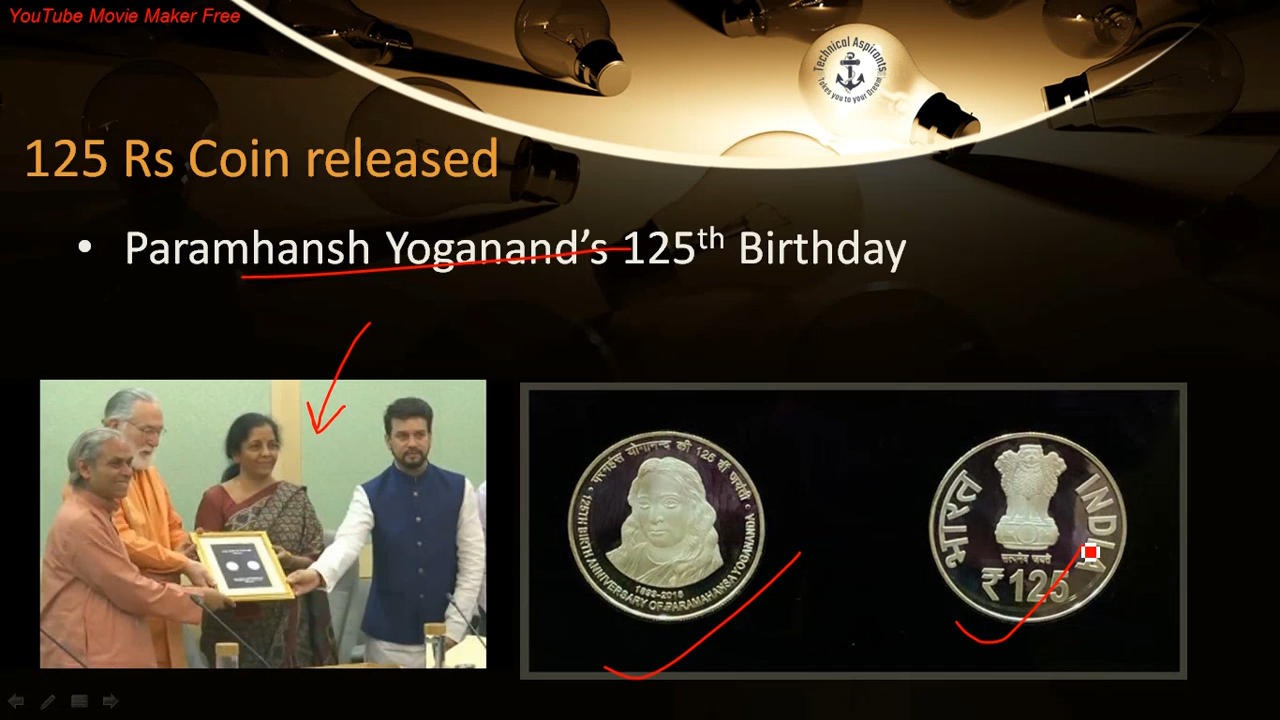 YouTube Movie Maker Free
Technical Aspirants
Takes you to your Dream
125 Rs Coin released
• Paramhansh Yoganand's 125th Birthday
परमहंस योगानन्द की 125 वीं जयंती
125TH BIRTH ANNIVERSARY OF PARAMAHANSA YOGANANDA
1893-2018
भारत
INDIA
सत्यमेव जयते
₹125